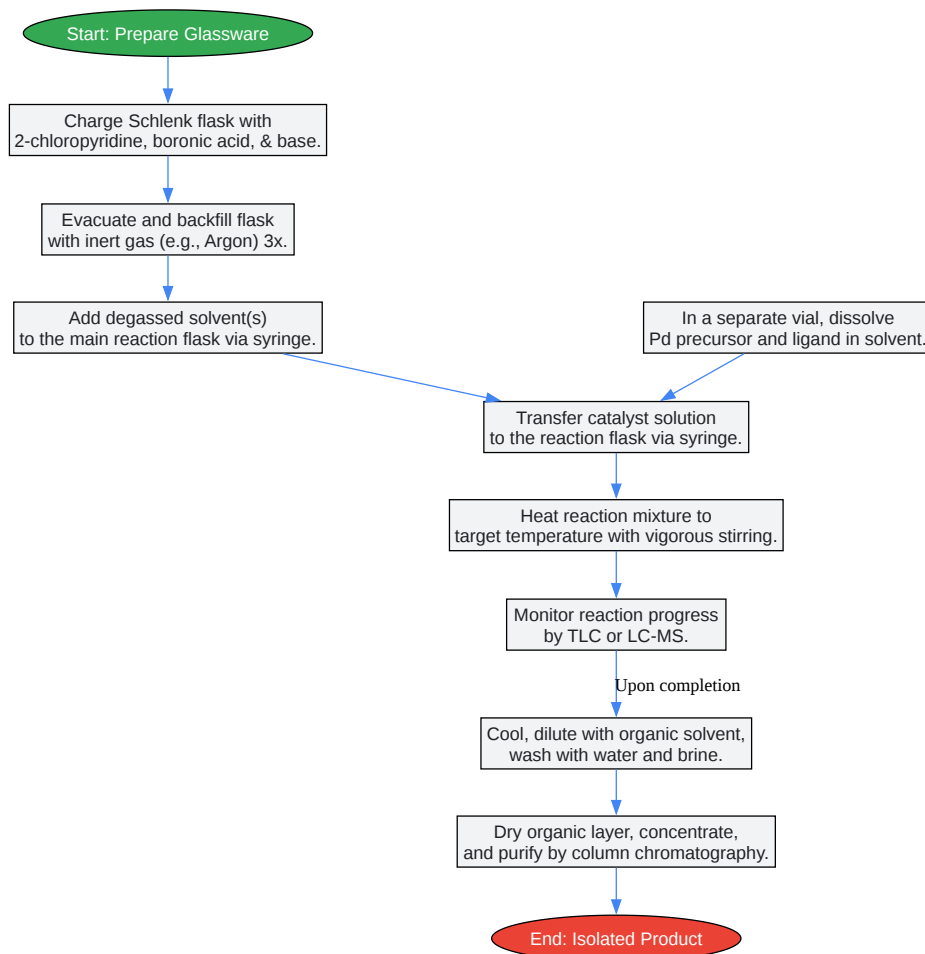 Start: Prepare Glassware
Charge Schlenk flask with
2-chloropyridine, boronic acid, & base.
Evacuate and backfill flask
with inert gas (e.g., Argon) 3x.
Add degassed solvent(s)
to the main reaction flask via syringe.
In a separate vial, dissolve
Pd precursor and ligand in solvent.
Transfer catalyst solution
to the reaction flask via syringe.
Heat reaction mixture to
target temperature with vigorous stirring.
Monitor reaction progress
by TLC or LC-MS.
Upon completion
Cool, dilute with organic solvent,
wash with water and brine.
Dry organic layer, concentrate,
and purify by column chromatography.
End: Isolated Product